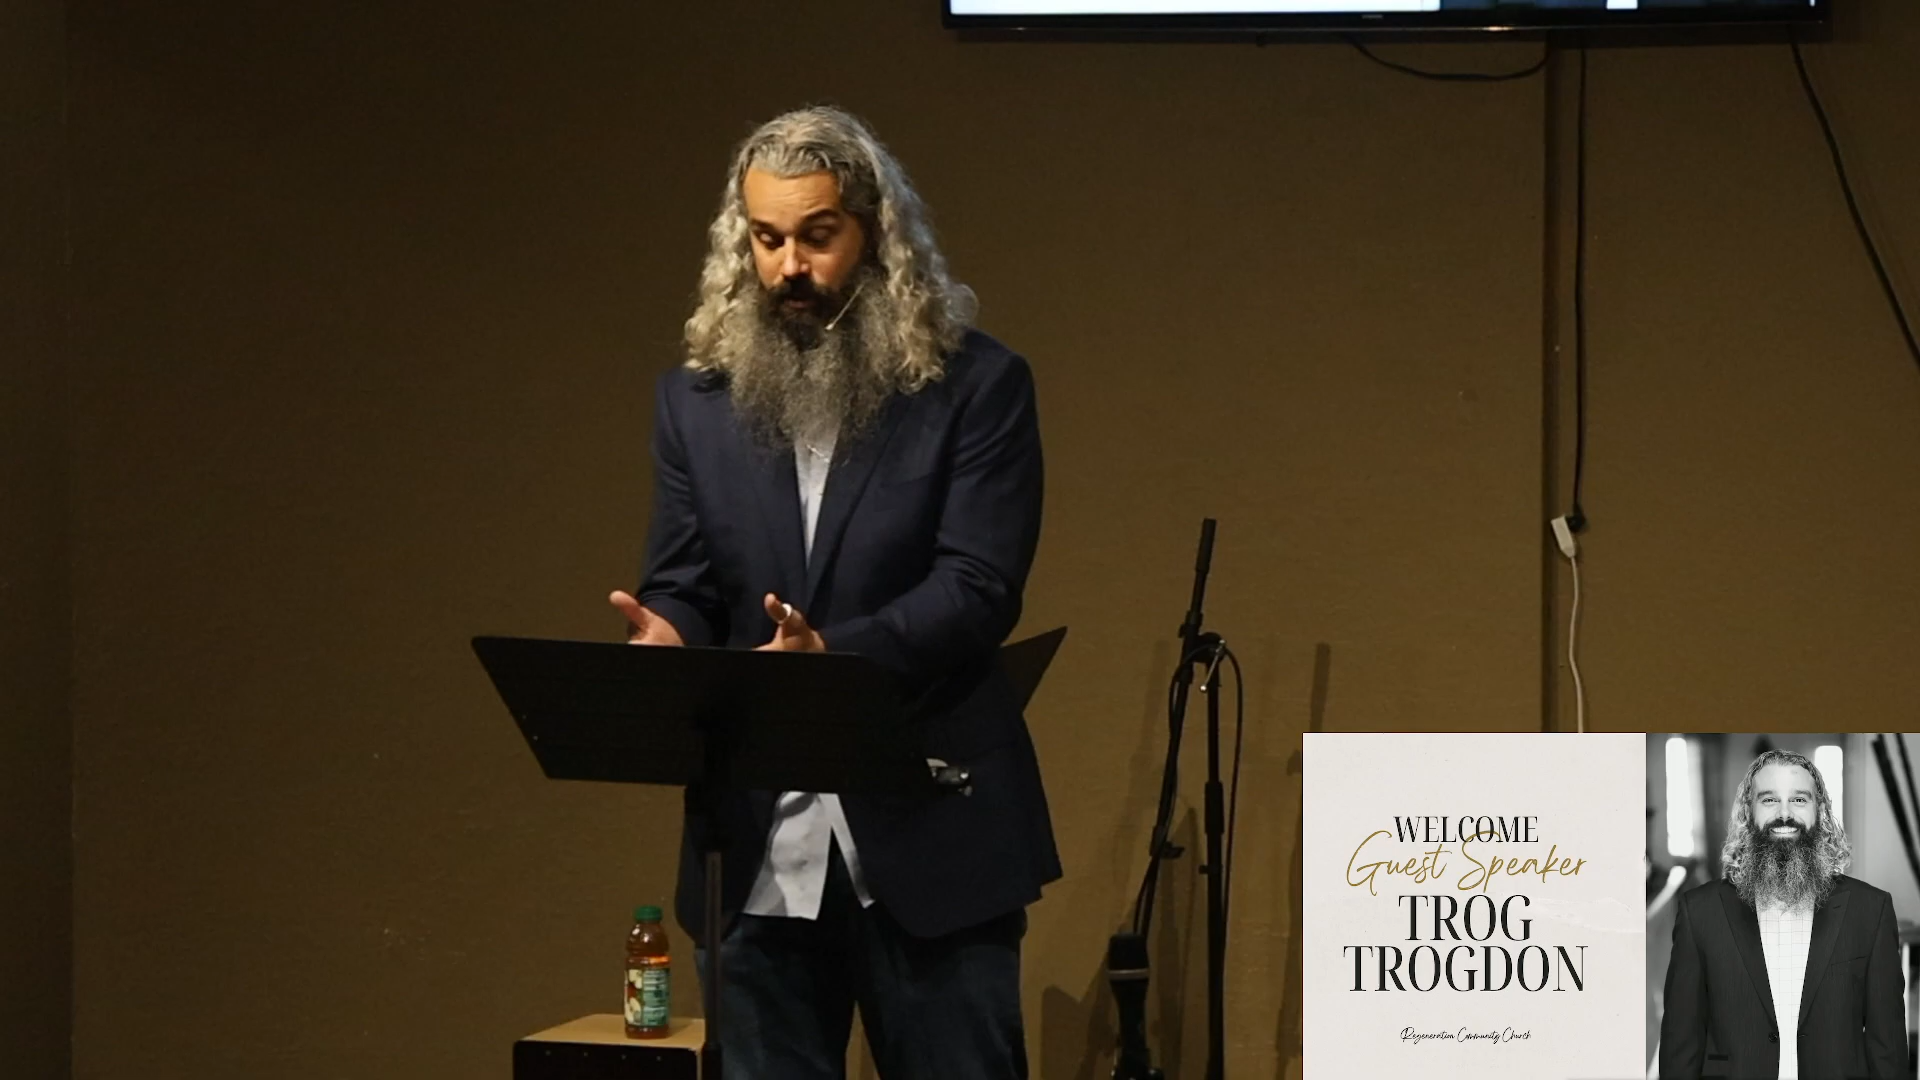 WELCOME
Guest Speaker
TROG
TROGDON
Regeneration Community Church